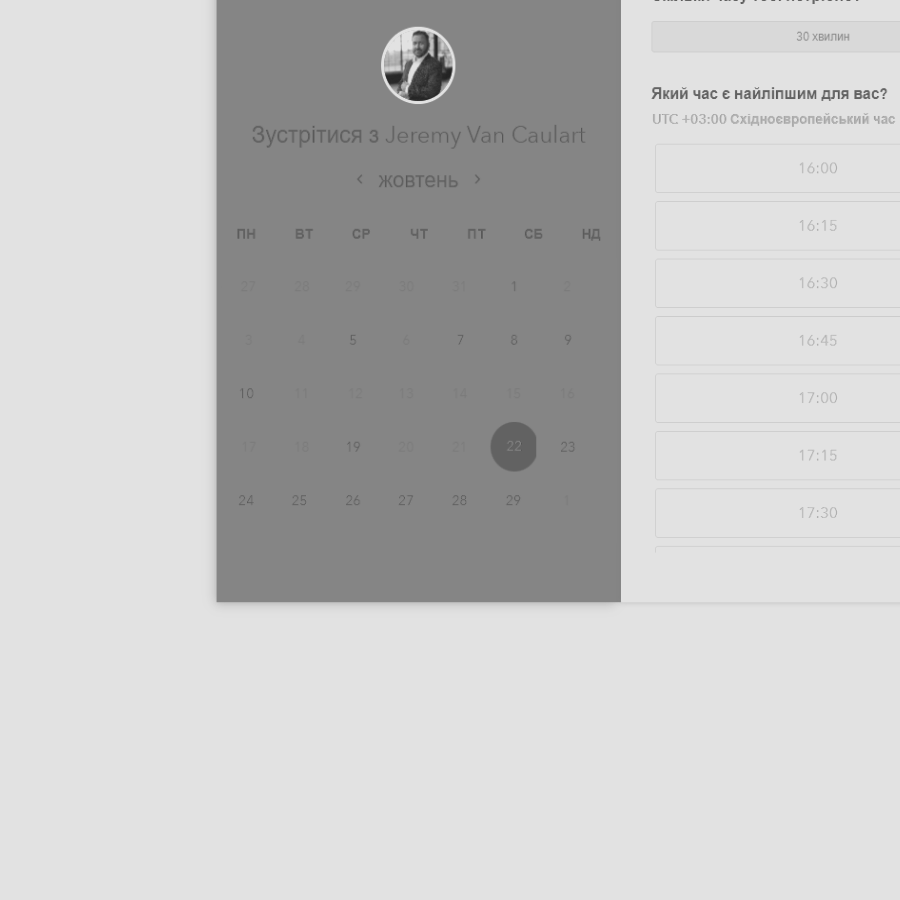 30 хвилин
Який час є найліпшим для вас?
UTC +03:00 Східноєвропейський час
Зустрітися з Jeremy Van Caulart
жовтень
ПН ВТ СР ЧТ ПТ СБ НД
27 28 29 30 31 1 2
3 4 5 6 7 8 9
10 11 12 13 14 15 16
17 18 19 20 21 22 23
24 25 26 27 28 29 1
16:00
16:15
16:30
16:45
17:00
17:15
17:30